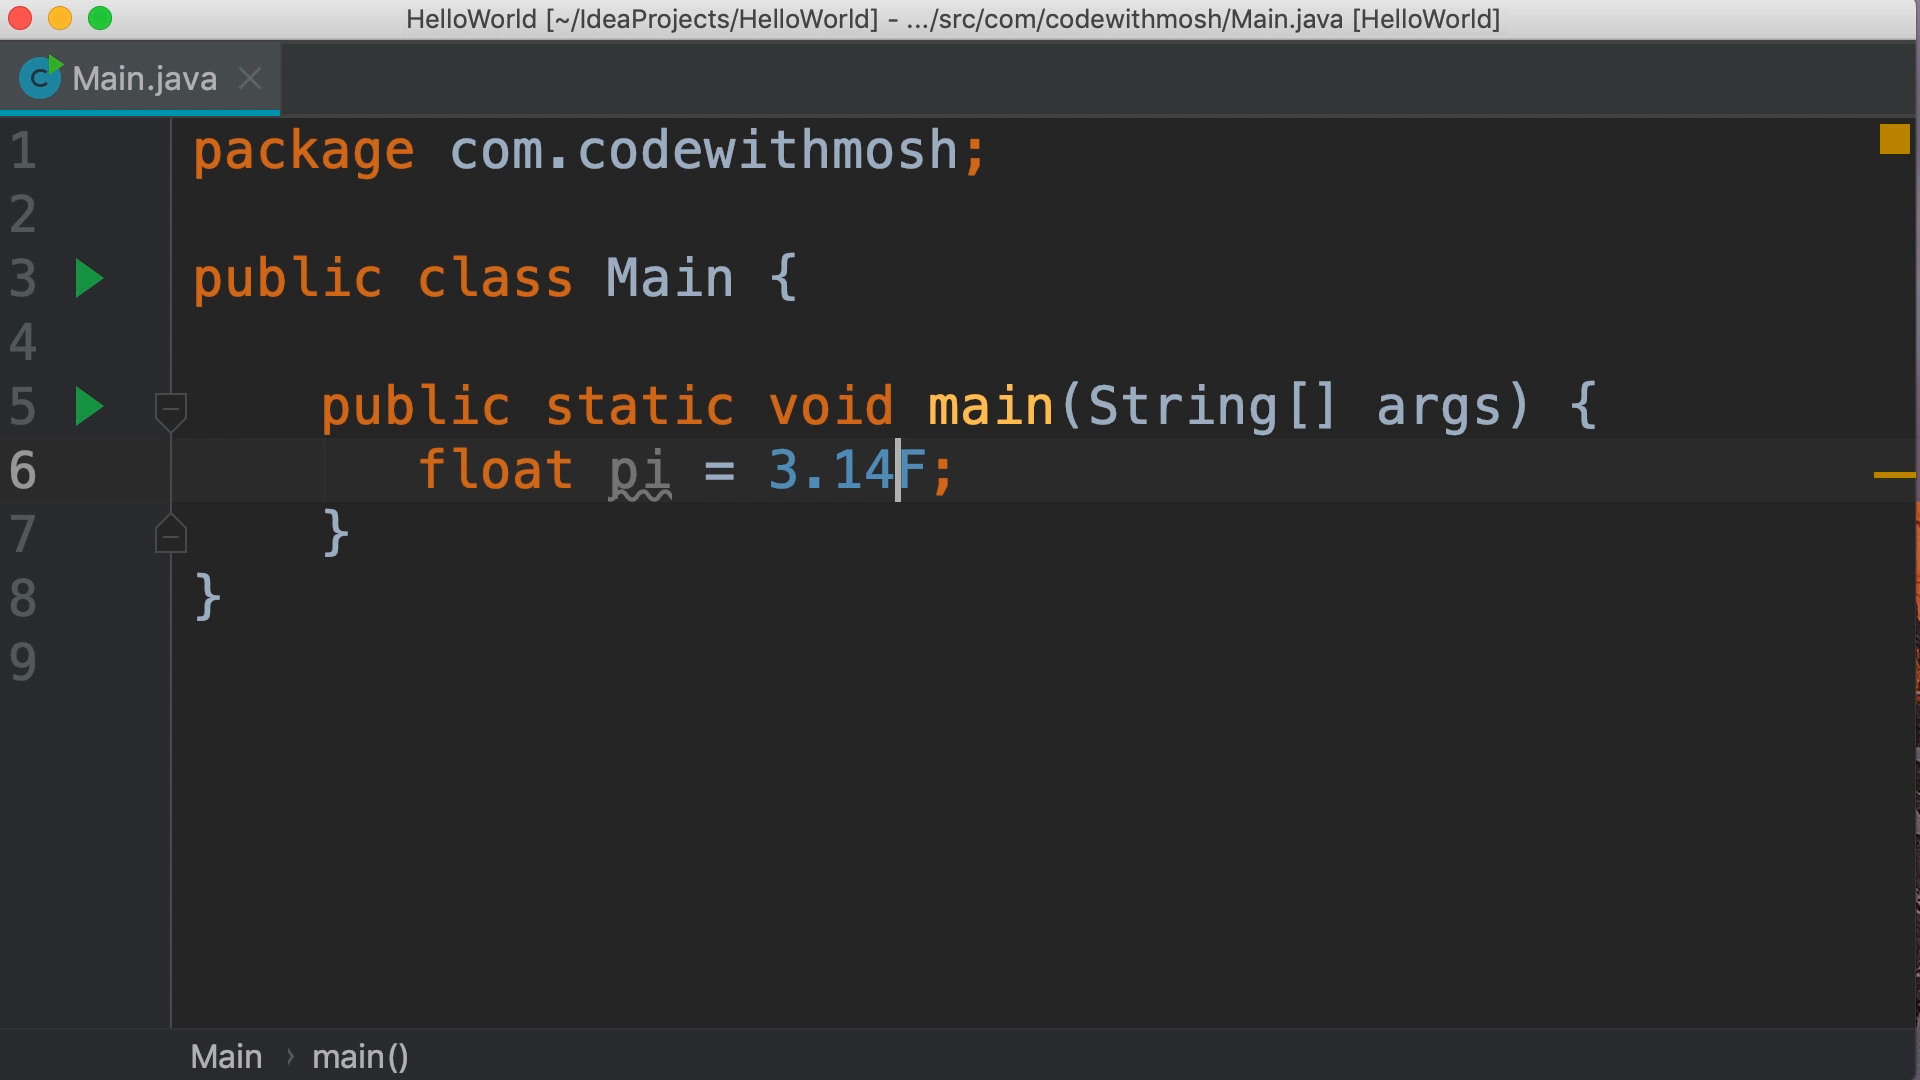 HelloWorld [~/IdeaProjects/HelloWorld] - .../src/com/codewithmosh/Main.java [HelloWorld]
C Main.java
1 package com.codewithmosh;
2
3 public class Main {
4
5     public static void main(String[] args) {
6        float pi = 3.14F;
7     }
8 }
9
Main › main()